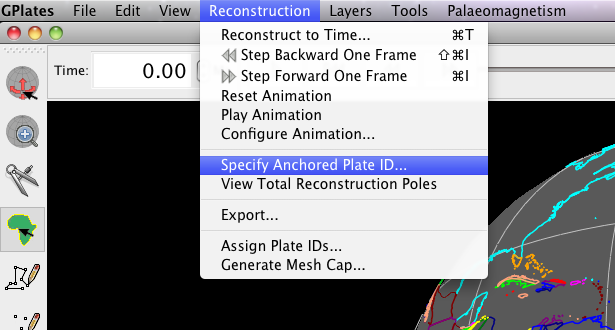 GPlates File Edit View Reconstruction Layers Tools Palaeomagnetism
Time: 0.00
Reconstruct to Time... ⌘T
Step Backward One Frame ⇧⌘I
Step Forward One Frame ⌘I
Reset Animation
Play Animation
Configure Animation...
Specify Anchored Plate ID...
View Total Reconstruction Poles
Export...
Assign Plate IDs...
Generate Mesh Cap...